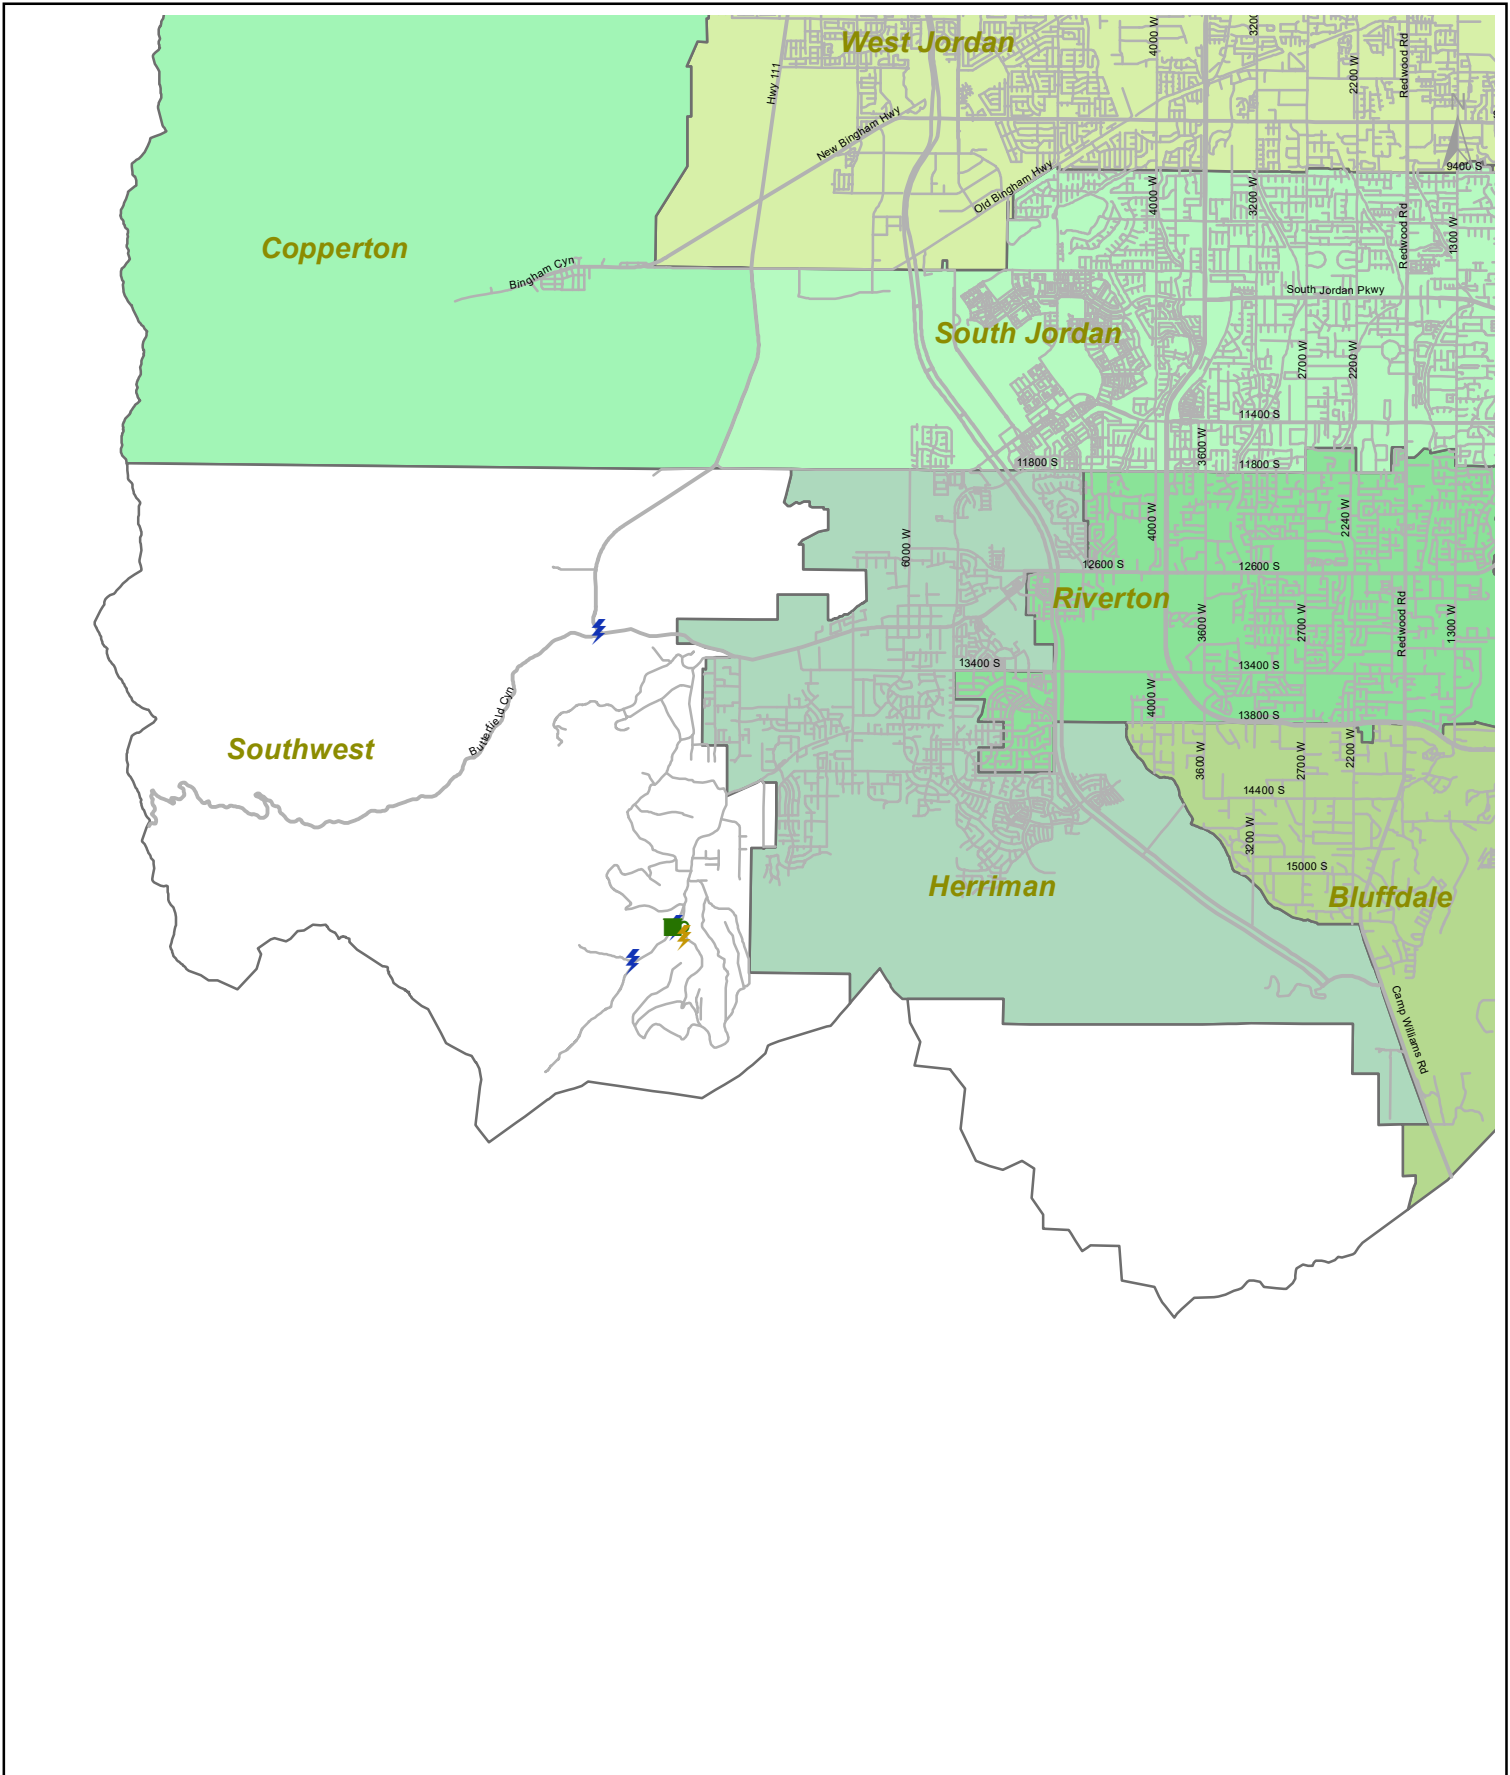 West Jordan
4000 W
3200
Redwood Rd
2200 W
Hwy 111
New Bingham Hwy
N
9400 S
Old Bingham Hwy
4000 W
3200 W
Redwood Rd
1300 W
Copperton
Bingham Cyn
South Jordan Pkwy
South Jordan
2700 W
2200 W
11400 S
3600 W
11800 S
11800 S
4000 W
2240 W
6000 W
12600 S
12600 S
Riverton
3600 W
2700 W
Redwood Rd
1300 W
13400 S
13400 S
4000 W
13800 S
Butterfield Cyn
Southwest
3600 W
2700 W
2200 W
14400 S
3200 W
15000 S
Herriman
Bluffdale
Camp Williams Rd